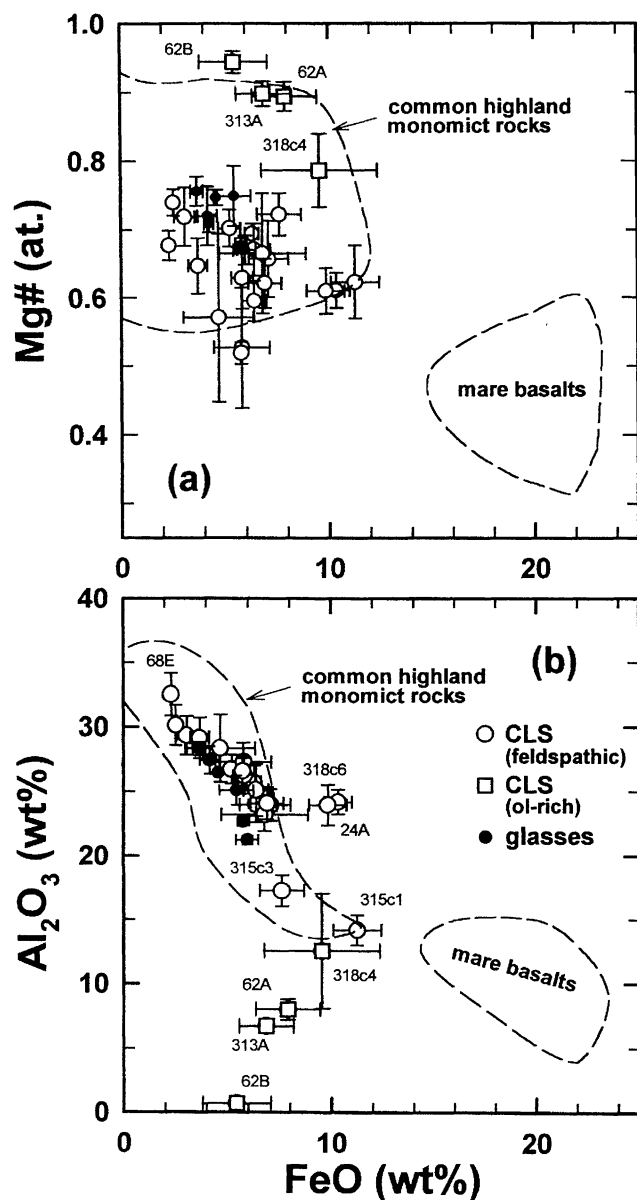 1.0
62B
62A
313A
common highland
monomict rocks
318c4
0.8
0.6
0.4
Mg# (at.)
mare basalts
(a)
0
10
20
40
(b)
68E
common highland
monomict rocks
30
CLS
(feldspathic)
CLS
(ol-rich)
glasses
318c6
24A
20
315c3
315c1
318c4
mare basalts
10
62A
313A
62B
0
Al2O3 (wt%)
0
10
20
FeO (wt%)